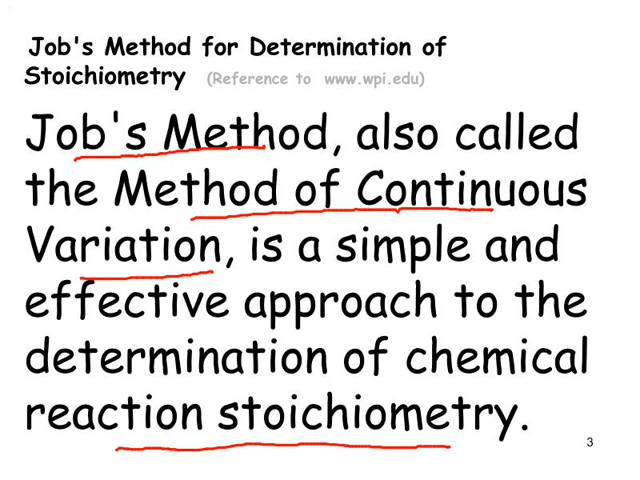 Job's Method for Determination of
Stoichiometry (Reference to www.wpi.edu)
Job's Method, also called
the Method of Continuous
Variation, is a simple and
effective approach to the
determination of chemical
reaction stoichiometry.
3